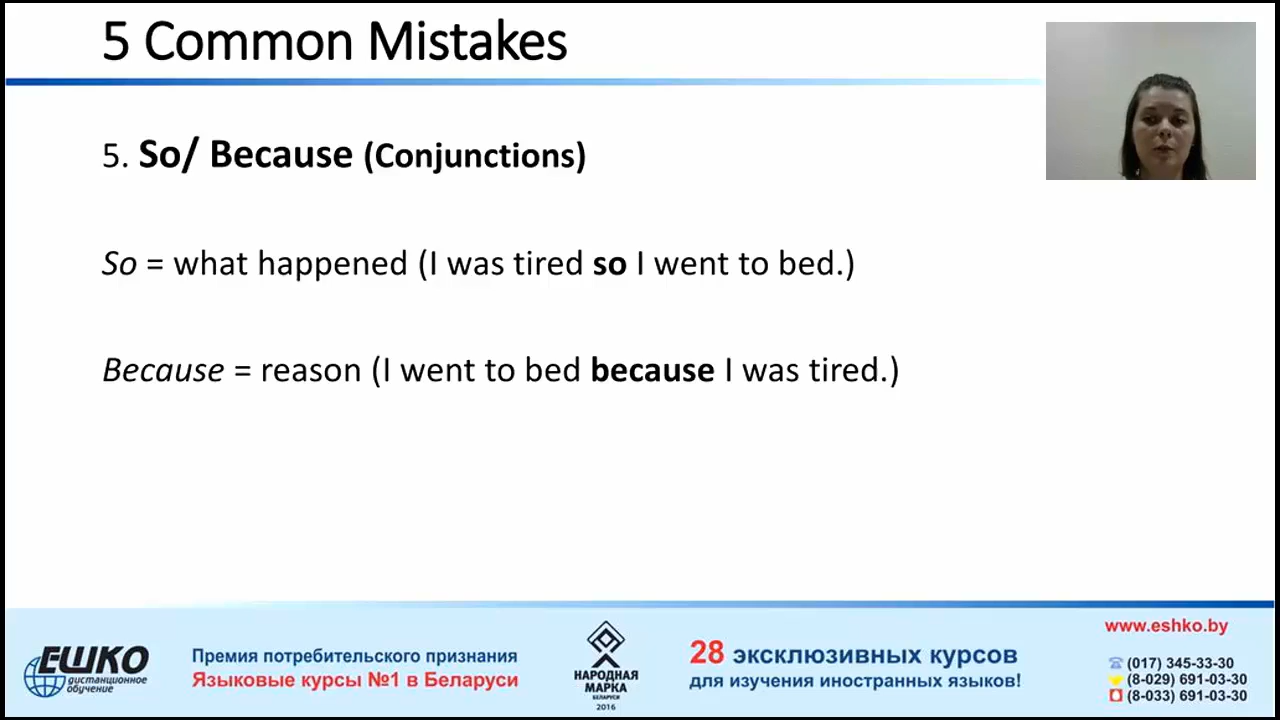 5 Common Mistakes
5. So/ Because (Conjunctions)
So = what happened (I was tired so I went to bed.)
Because = reason (I went to bed because I was tired.)
ЕШКО
дистанционное
обучение
Премия потребительского признания
Языковые курсы №1 в Беларуси
НАРОДНАЯ
МАРКА
БЕЛАРУСИ
2016
28 эксклюзивных курсов
для изучения иностранных языков!
www.eshko.by
(017) 345-33-30
(8-029) 691-03-30
(8-033) 691-03-30